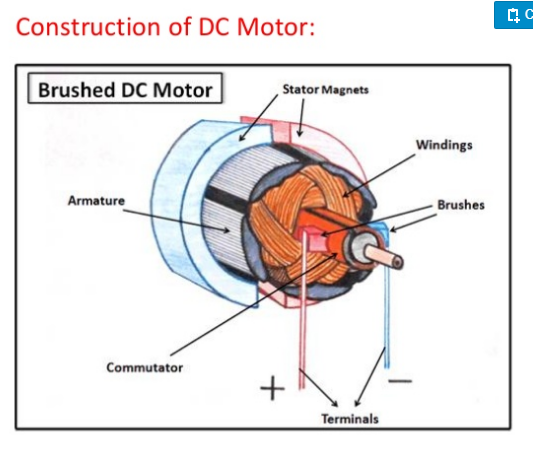 Construction of DC Motor:
Brushed DC Motor
Stator Magnets
Windings
Armature
Brushes
Commutator
+
−
Terminals